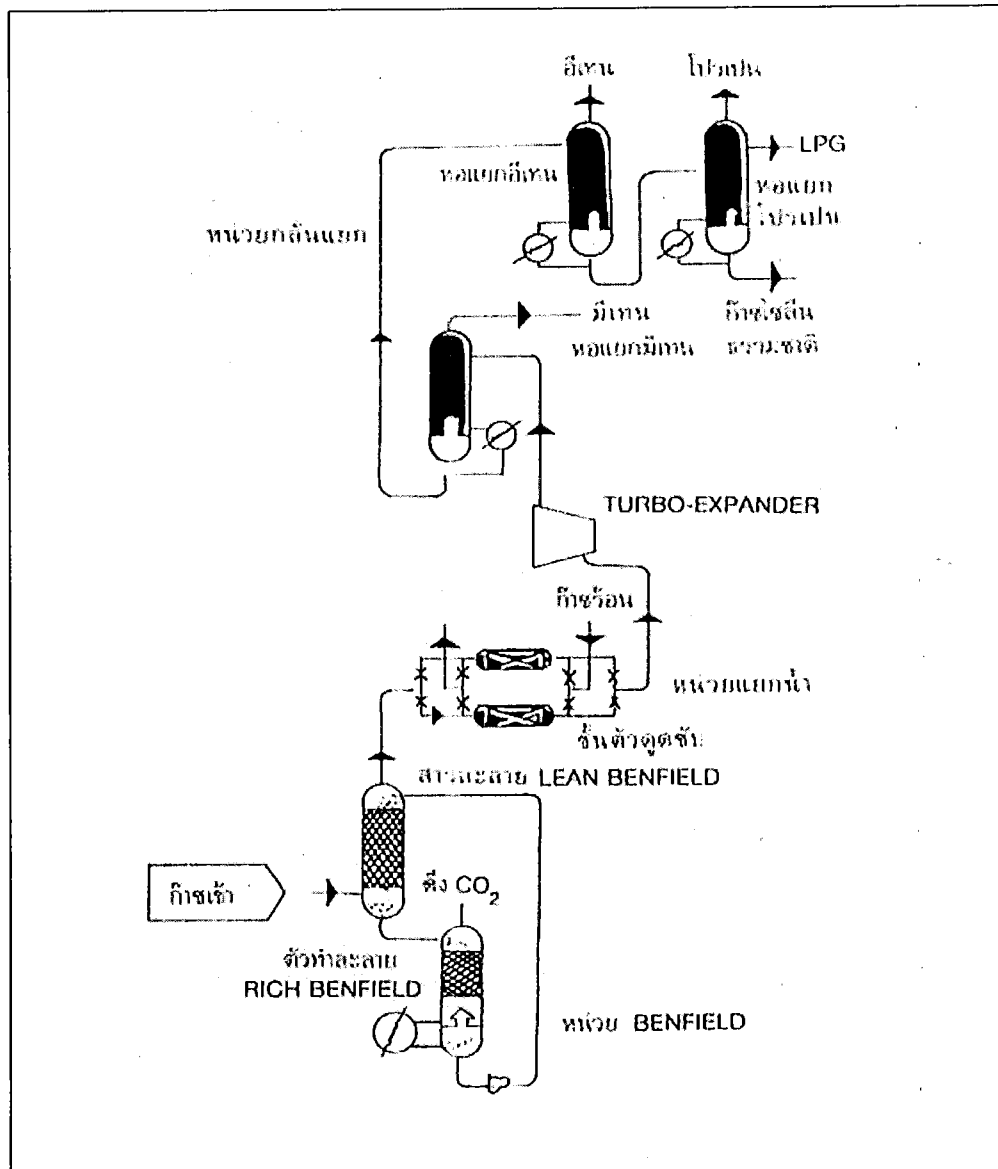 อีเทน
โปรเปน
LPG
หอแยกอีเทน
หอแยก
โปรเปน
หน่วยกลั่นแยก
มีเทน
หอแยกมีเทน
ก๊าซโซลีน
ธรรมชาติ
TURBO-EXPANDER
ก๊าซร้อน
หน่วยแยกน้ำ
ชั้นตัวดูดซับ
สารละลาย LEAN BENFIELD
ก๊าซเข้า
ดึง CO₂
ตัวทำละลาย
RICH BENFIELD
หน่วย BENFIELD